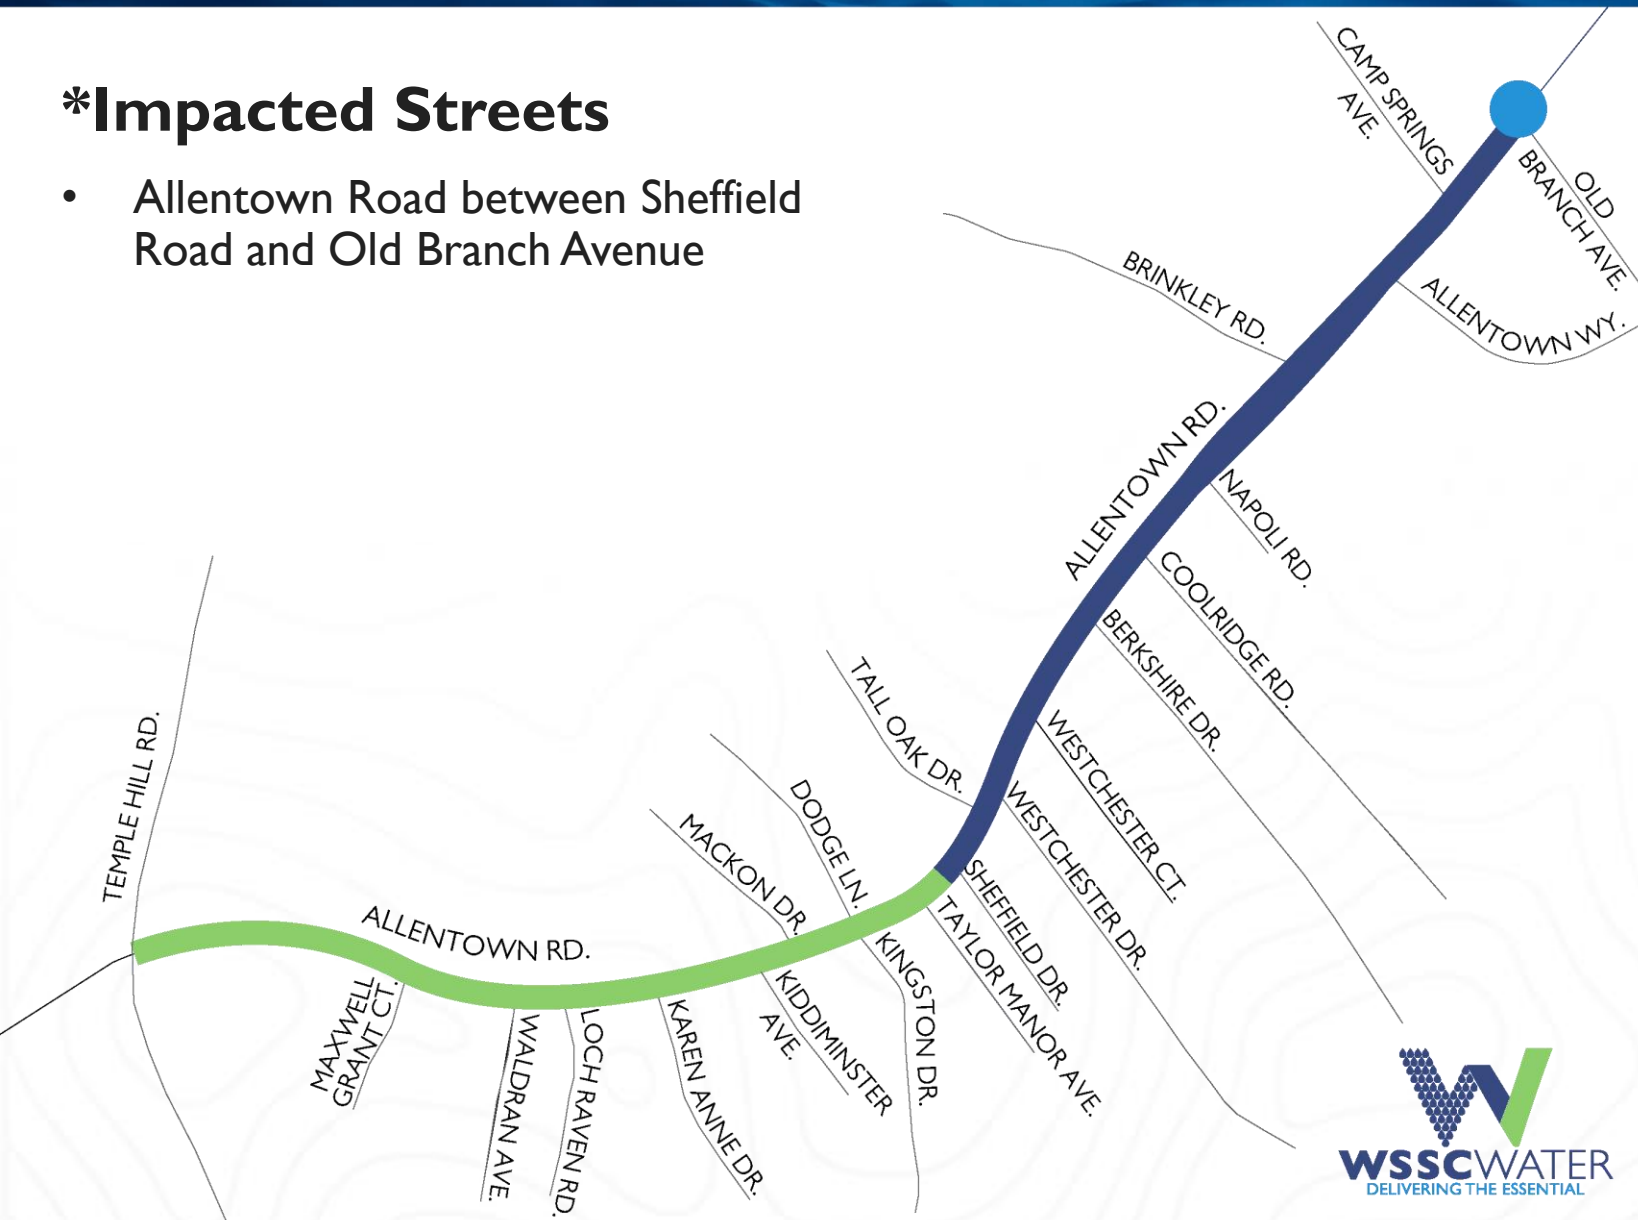 *Impacted Streets
• Allentown Road between Sheffield
Road and Old Branch Avenue
CAMP SPRINGS
AVE.
OLD
BRANCH AVE.
BRINKLEY RD.
ALLENTOWN WY.
ALLENTOWN RD.
NAPOLI RD.
COOLRIDGE RD.
BERKSHIRE DR.
TALL OAK DR.
WESTCHESTER CT.
WESTCHESTER DR.
DODGE LN.
MACKON DR.
SHEFFIELD DR.
TAYLOR MANOR AVE.
TEMPLE HILL RD.
ALLENTOWN RD.
KINGSTON DR.
KIDDIMINSTER
AVE.
MAXWELL
GRANT CT.
WALDRAN AVE.
LOCH RAVEN RD.
KAREN ANNE DR.
WSSCWATER
DELIVERING THE ESSENTIAL